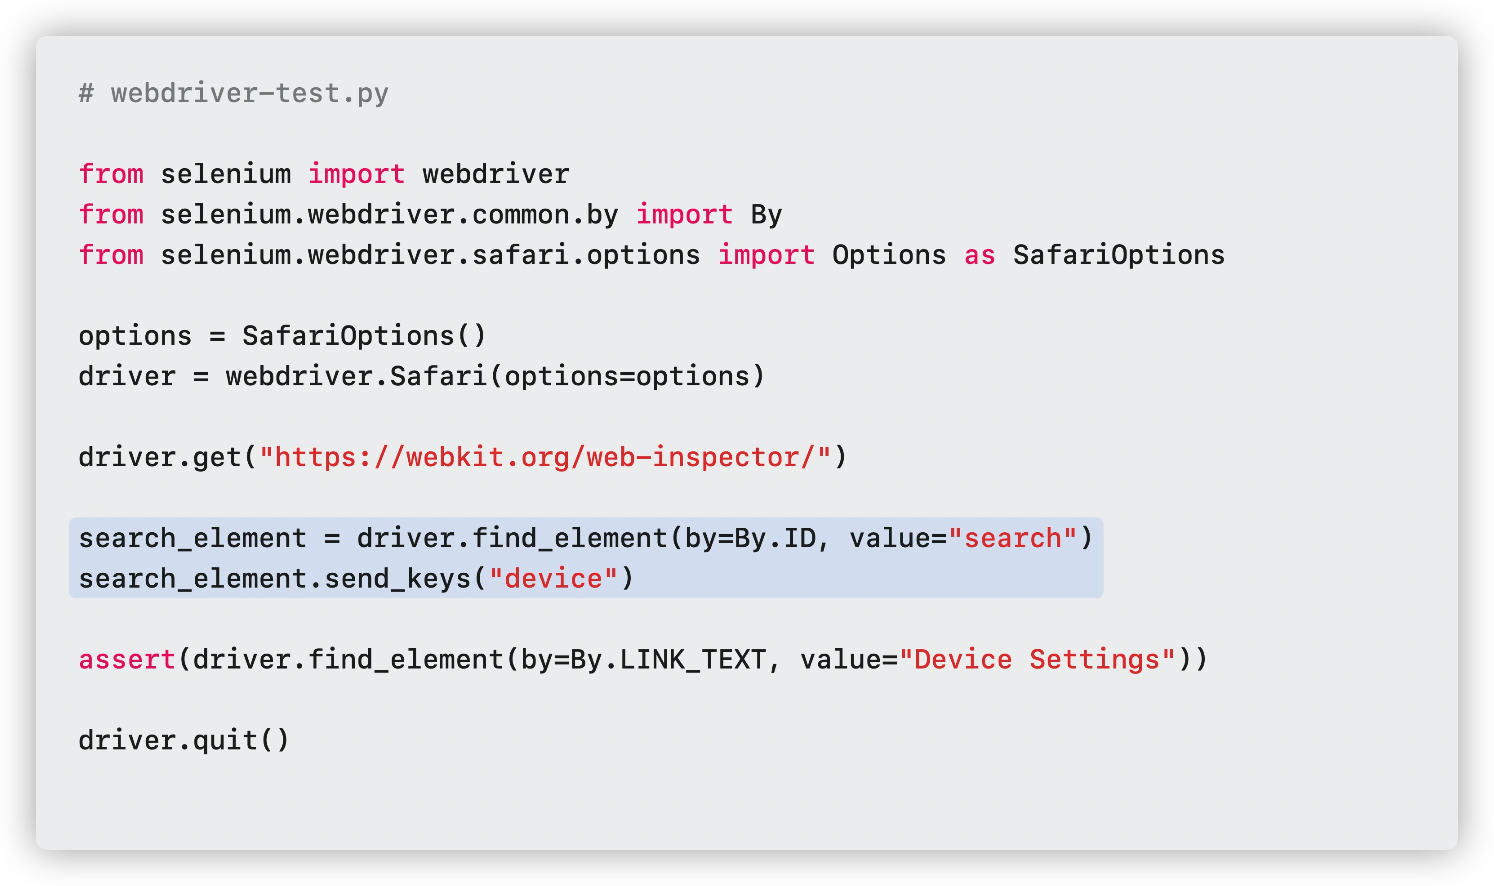 # webdriver-test.py
from selenium import webdriver
from selenium.webdriver.common.by import By
from selenium.webdriver.safari.options import Options as SafariOptions
options = SafariOptions()
driver = webdriver.Safari(options=options)
driver.get("https://webkit.org/web-inspector/")
search_element = driver.find_element(by=By.ID, value="search")
search_element.send_keys("device")
assert(driver.find_element(by=By.LINK_TEXT, value="Device Settings"))
driver.quit()